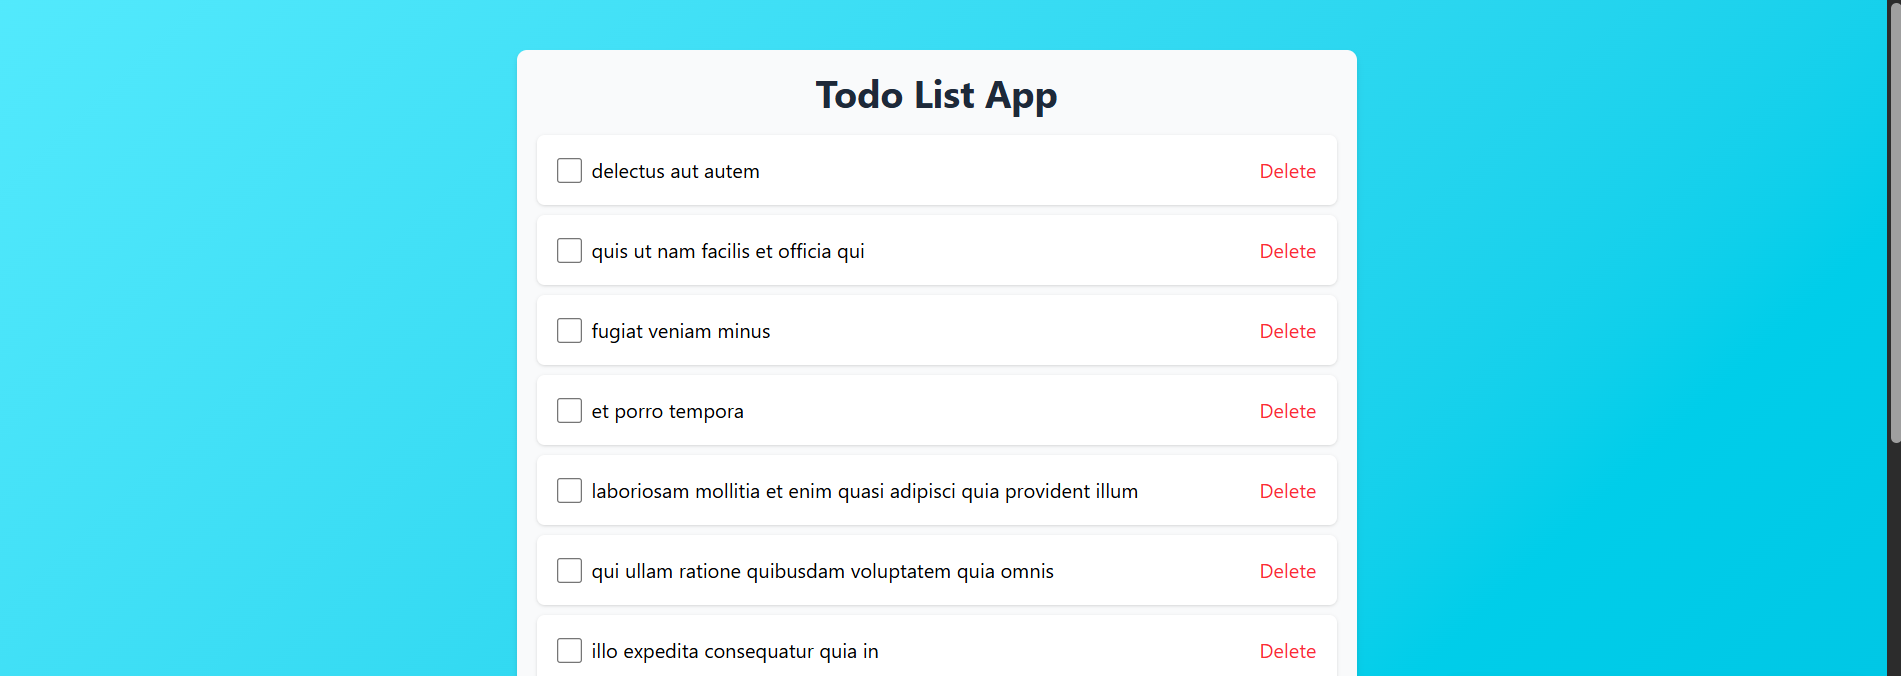 Todo List App
delectus aut autem Delete
quis ut nam facilis et officia qui Delete
fugiat veniam minus Delete
et porro tempora Delete
laboriosam mollitia et enim quasi adipisci quia provident illum Delete
qui ullam ratione quibusdam voluptatem quia omnis Delete
illo expedita consequatur quia in Delete